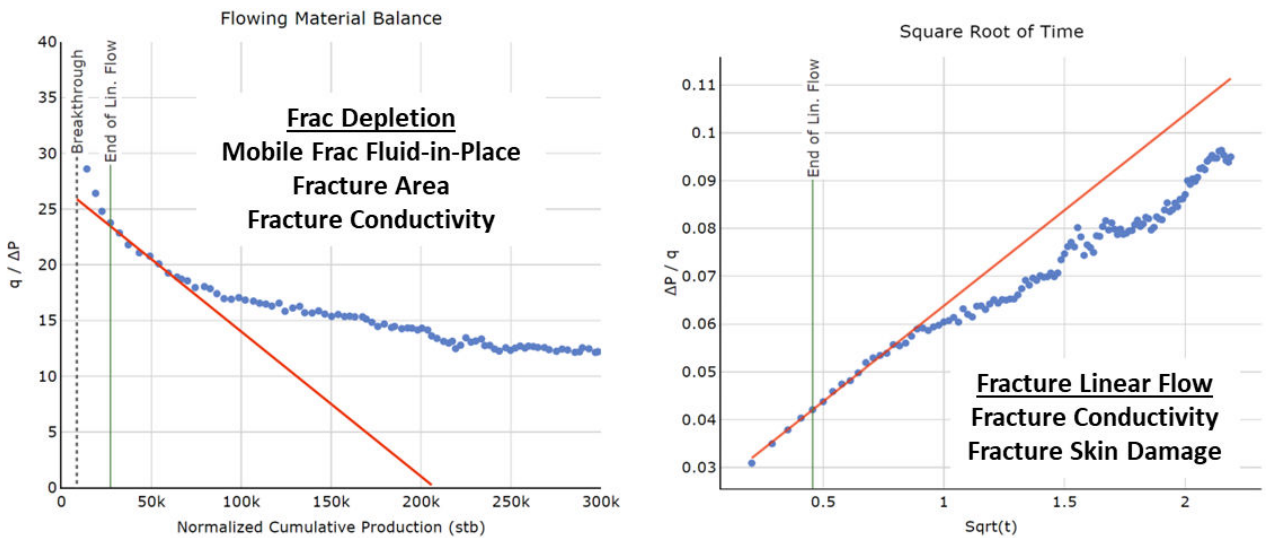 Flowing Material Balance
40
35
30
25
20
15
10
5
0
q / ΔP
Breakthrough
End of Lin. Flow
Frac Depletion
Mobile Frac Fluid-in-Place
Fracture Area
Fracture Conductivity
0
50k
100k
150k
200k
250k
300k
Normalized Cumulative Production (stb)
Square Root of Time
0.11
0.1
0.09
0.08
0.07
0.06
0.05
0.04
0.03
ΔP / q
End of Lin. Flow
Fracture Linear Flow
Fracture Conductivity
Fracture Skin Damage
0.5
1
1.5
2
Sqrt(t)